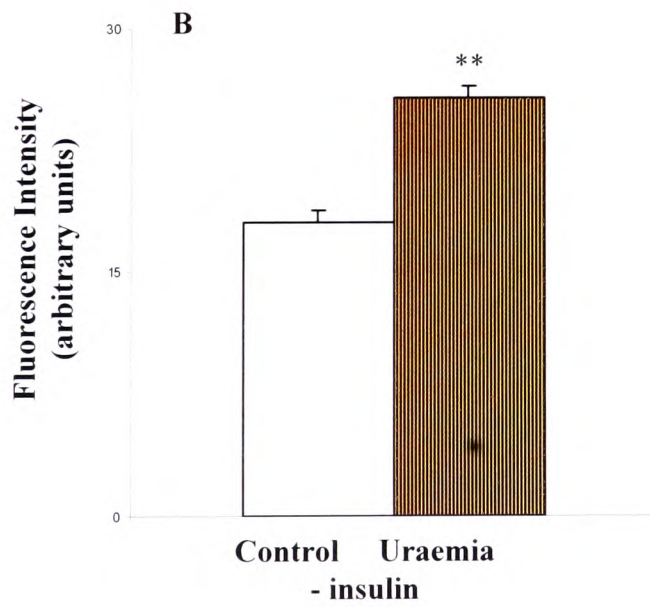 B
30
**
Fluorescence Intensity
(arbitrary units)
15
0
Control Uraemia
- insulin